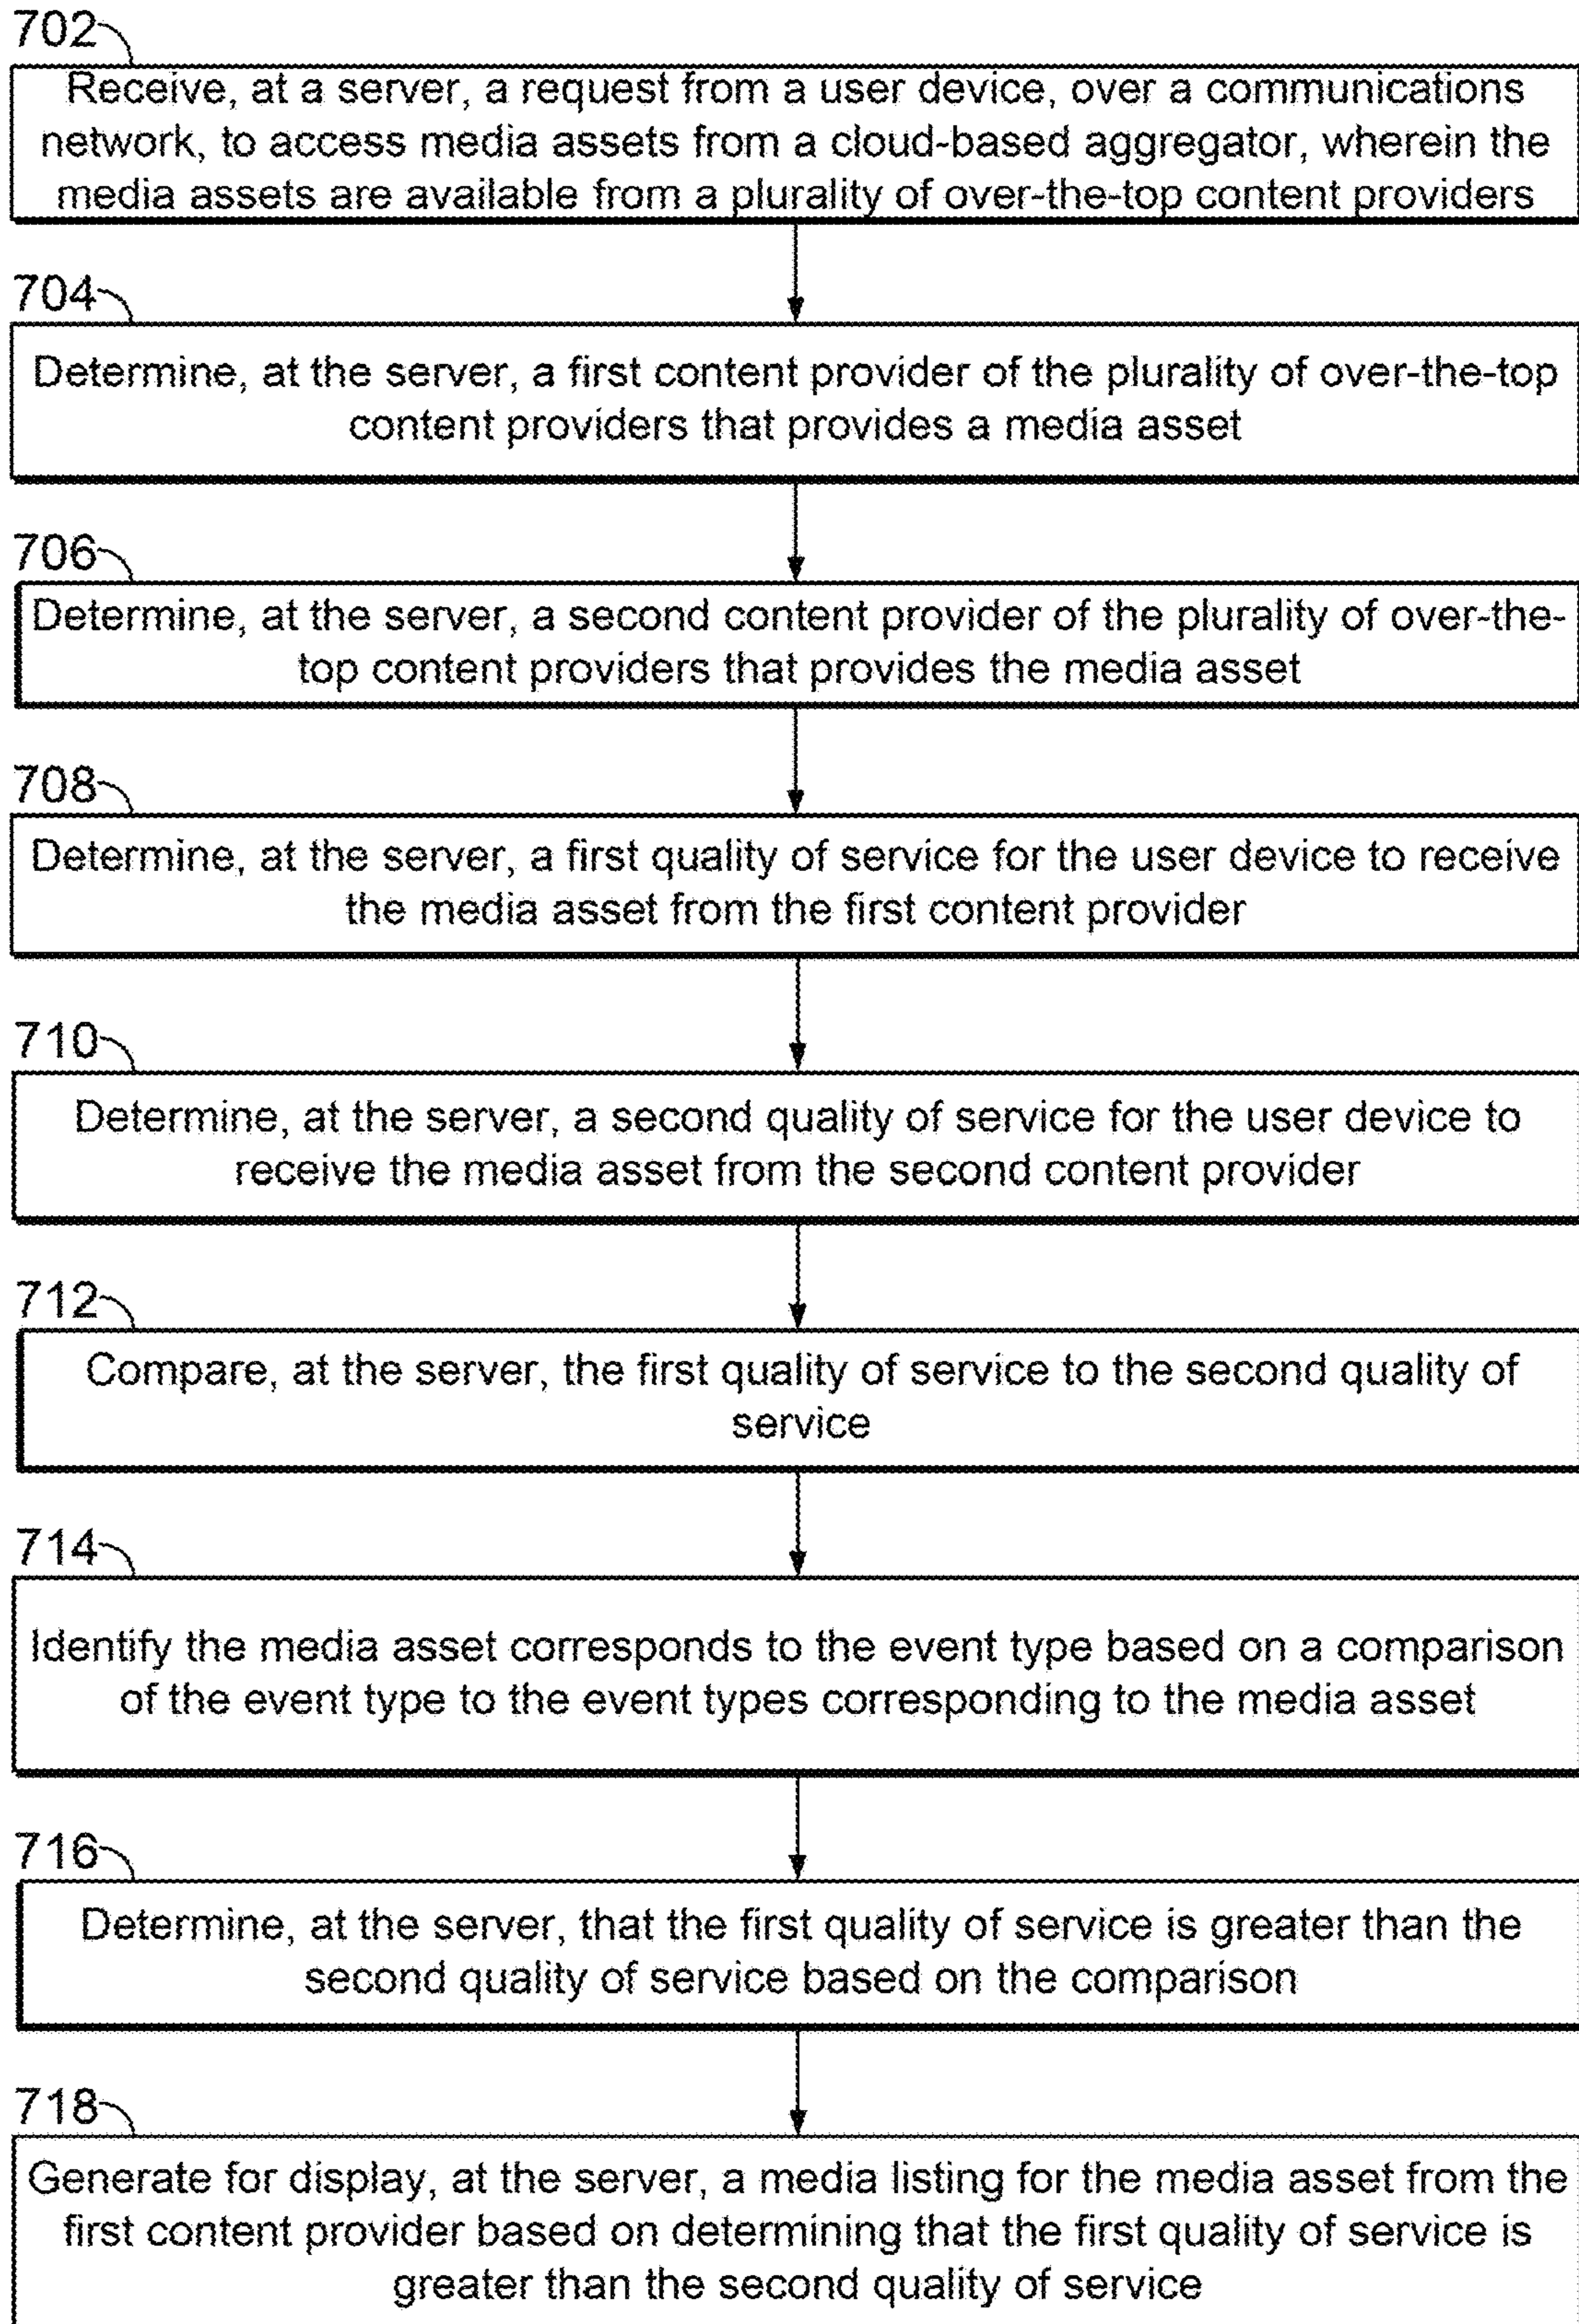 702
Receive, at a server, a request from a user device, over a communications
network, to access media assets from a cloud-based aggregator, wherein the
media assets are available from a plurality of over-the-top content providers
704
Determine, at the server, a first content provider of the plurality of over-the-top
content providers that provides a media asset
706
Determine, at the server, a second content provider of the plurality of over-the-
top content providers that provides the media asset
708
Determine, at the server, a first quality of service for the user device to receive
the media asset from the first content provider
710
Determine, at the server, a second quality of service for the user device to
receive the media asset from the second content provider
712
Compare, at the server, the first quality of service to the second quality of
service
714
Identify the media asset corresponds to the event type based on a comparison
of the event type to the event types corresponding to the media asset
716
Determine, at the server, that the first quality of service is greater than the
second quality of service based on the comparison
718
Generate for display, at the server, a media listing for the media asset from the
first content provider based on determining that the first quality of service is
greater than the second quality of service